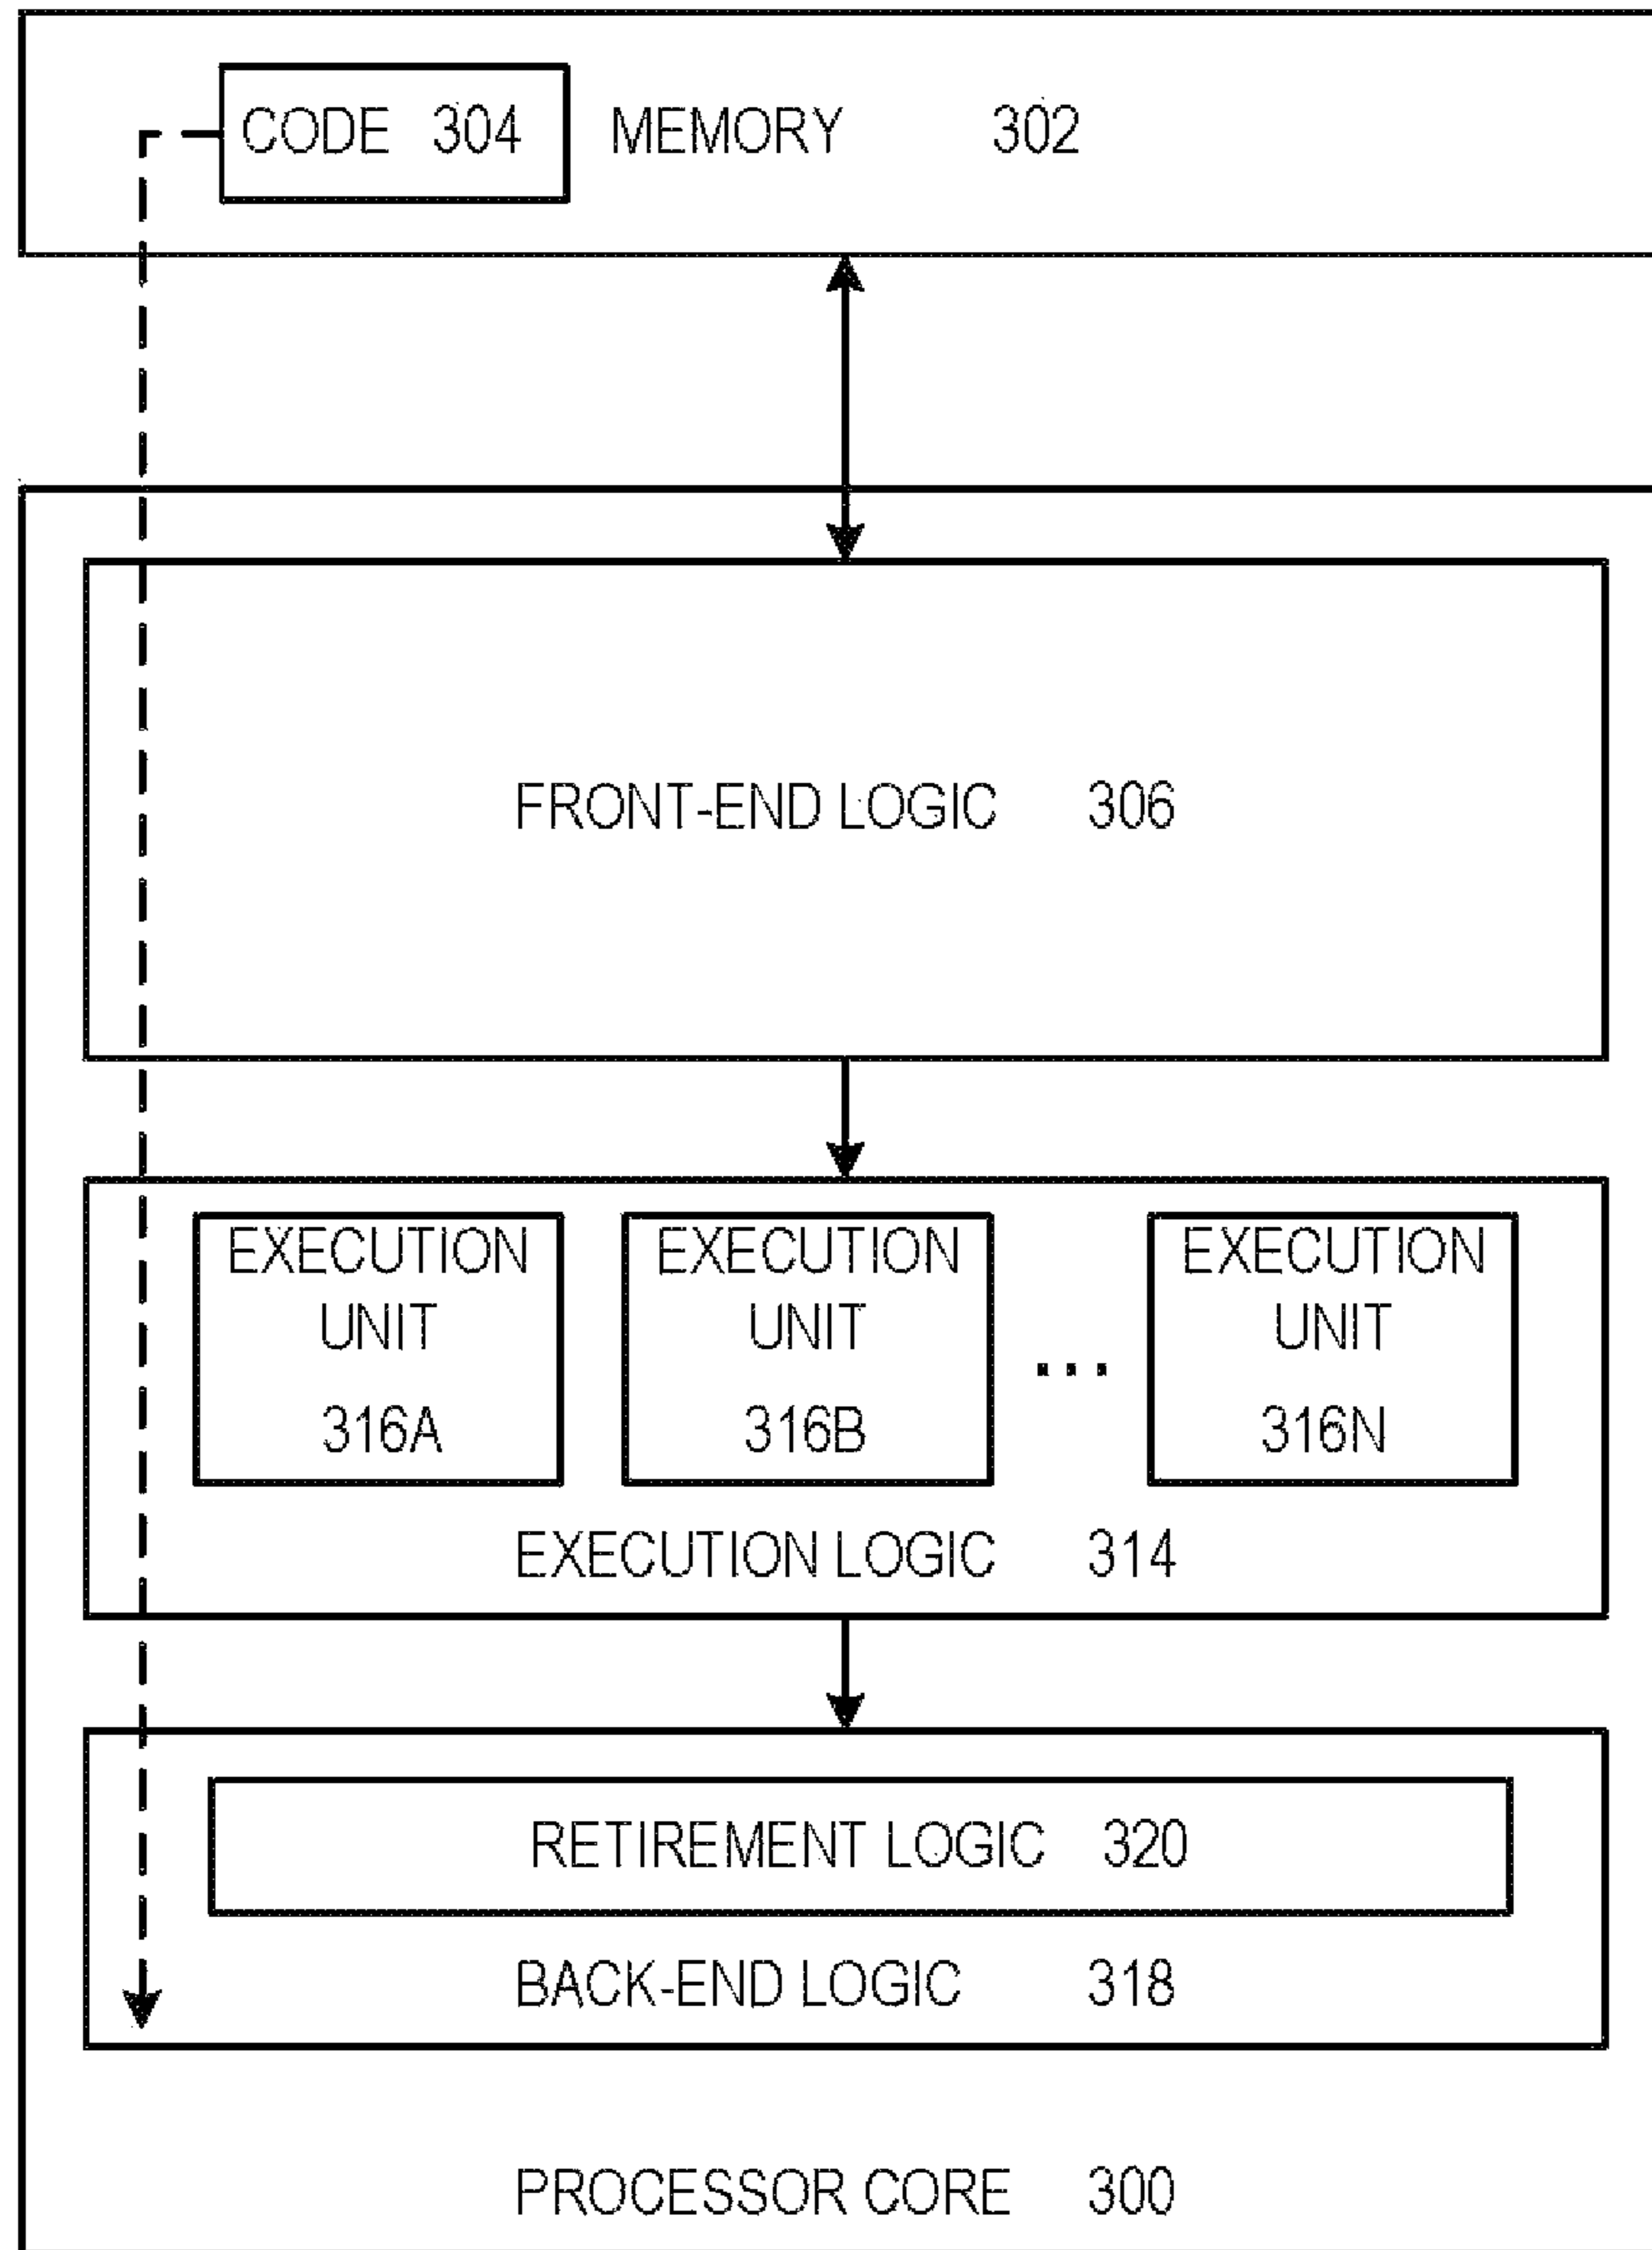 CODE 304 MEMORY 302
FRONT-END LOGIC 306
EXECUTION UNIT 316A
EXECUTION UNIT 316B
...
EXECUTION UNIT 316N
EXECUTION LOGIC 314
RETIREMENT LOGIC 320
BACK-END LOGIC 318
PROCESSOR CORE 300